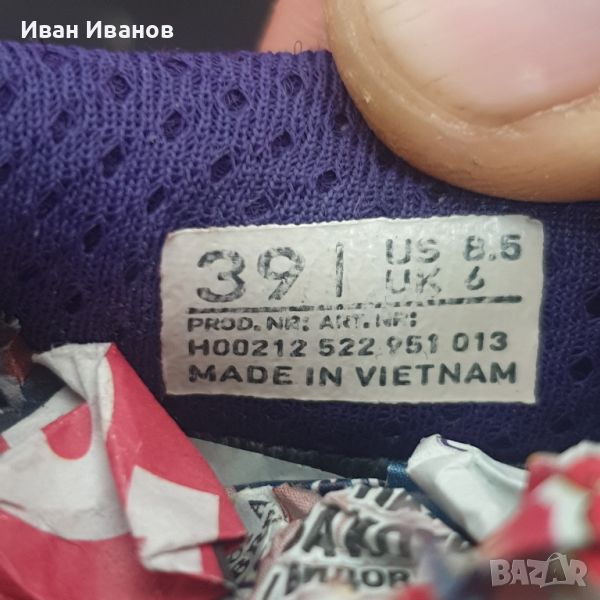 Иван Иванов
39 | US 8.5
UK 6
PROD. NR: ART.NR:
H00212 522 951 013
MADE IN VIETNAM
BAZAR